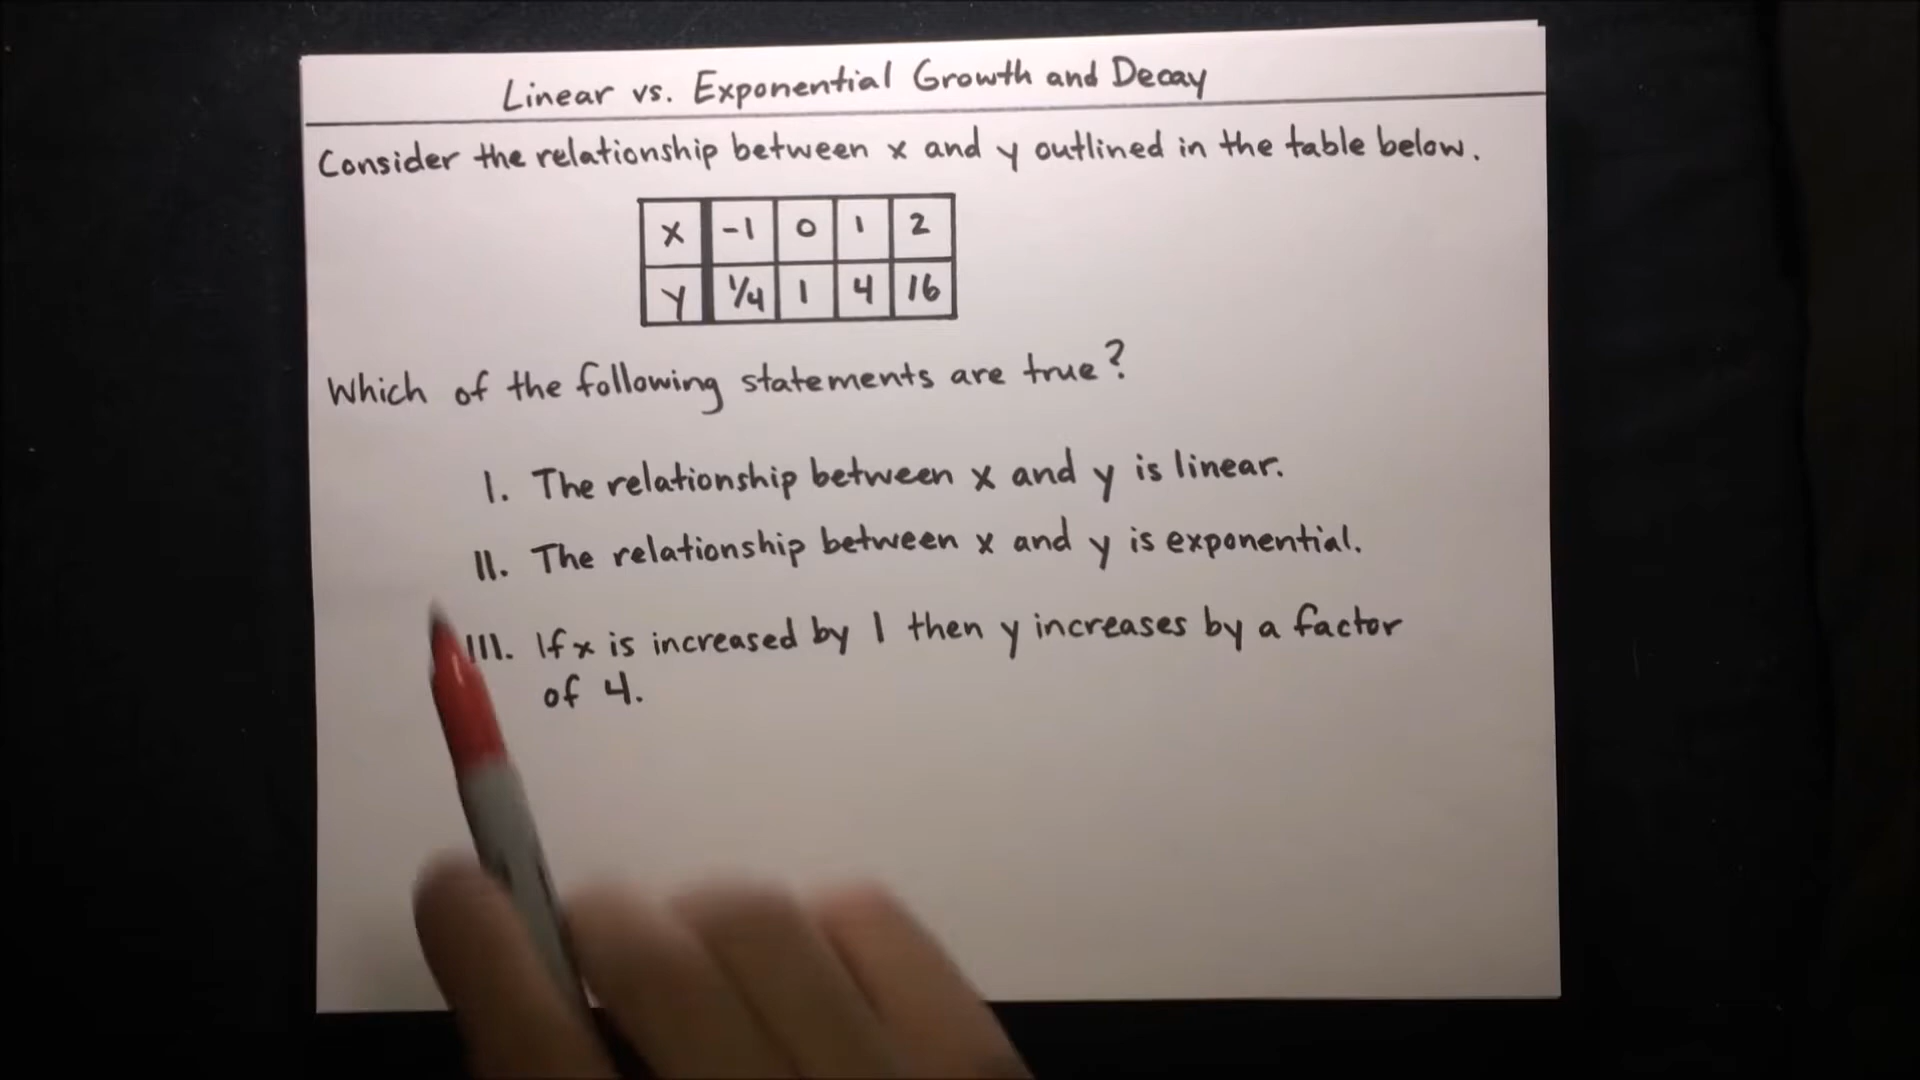 Linear vs. Exponential Growth and Decay
Consider the relationship between x and y outlined in the table below.
x -1 0 1 2
y 1/4 1 4 16
Which of the following statements are true?
I. The relationship between x and y is linear.
II. The relationship between x and y is exponential.
III. If x is increased by 1 then y increases by a factor
of 4.